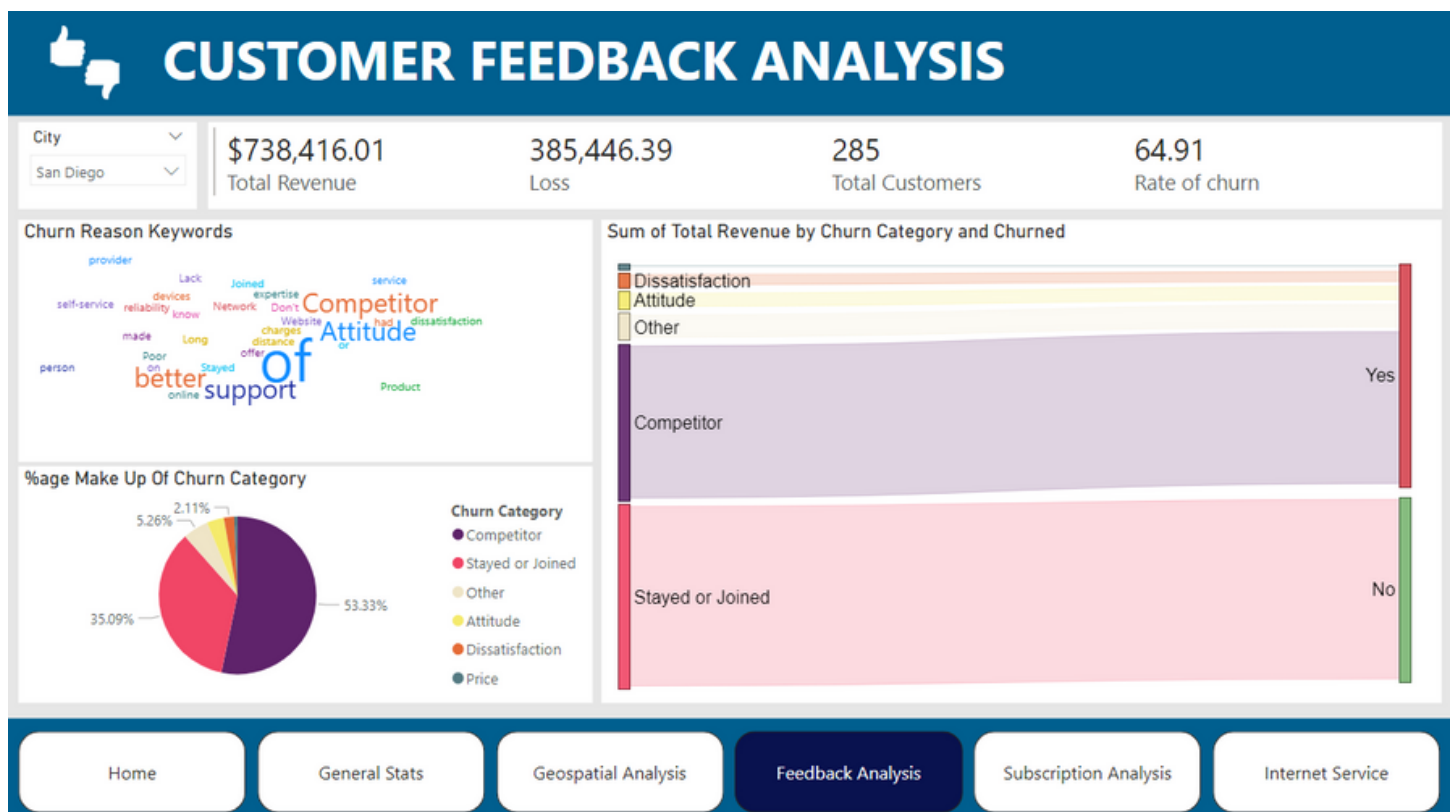 CUSTOMER FEEDBACK ANALYSIS
City
San Diego
$738,416.01
Total Revenue
385,446.39
Loss
285
Total Customers
64.91
Rate of churn
Churn Reason Keywords
provider
Lack
Joined
service
devices
expertise
self-service
reliability
know
Network
Don't
Competitor
Website
had
dissatisfaction
charges
Attitude
made
Long
distance
or
Poor
offer
of
person
on
Stayed
better
support
online
Product
%age Make Up Of Churn Category
2.11%
5.26%
35.09%
53.33%
Churn Category
Competitor
Stayed or Joined
Other
Attitude
Dissatisfaction
Price
Sum of Total Revenue by Churn Category and Churned
Dissatisfaction
Attitude
Other
Competitor
Stayed or Joined
Yes
No
Home
General Stats
Geospatial Analysis
Feedback Analysis
Subscription Analysis
Internet Service